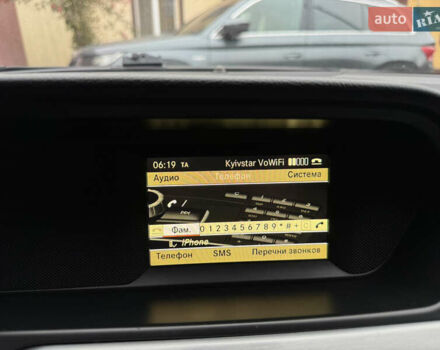 auto RIA
06:19 TA Kyivstar VoWiFi
Аудио Телефон Система
Фам. 0 1 2 3 4 5 6 7 8 9 * # + C
iPhone
Телефон SMS Перечни звонков